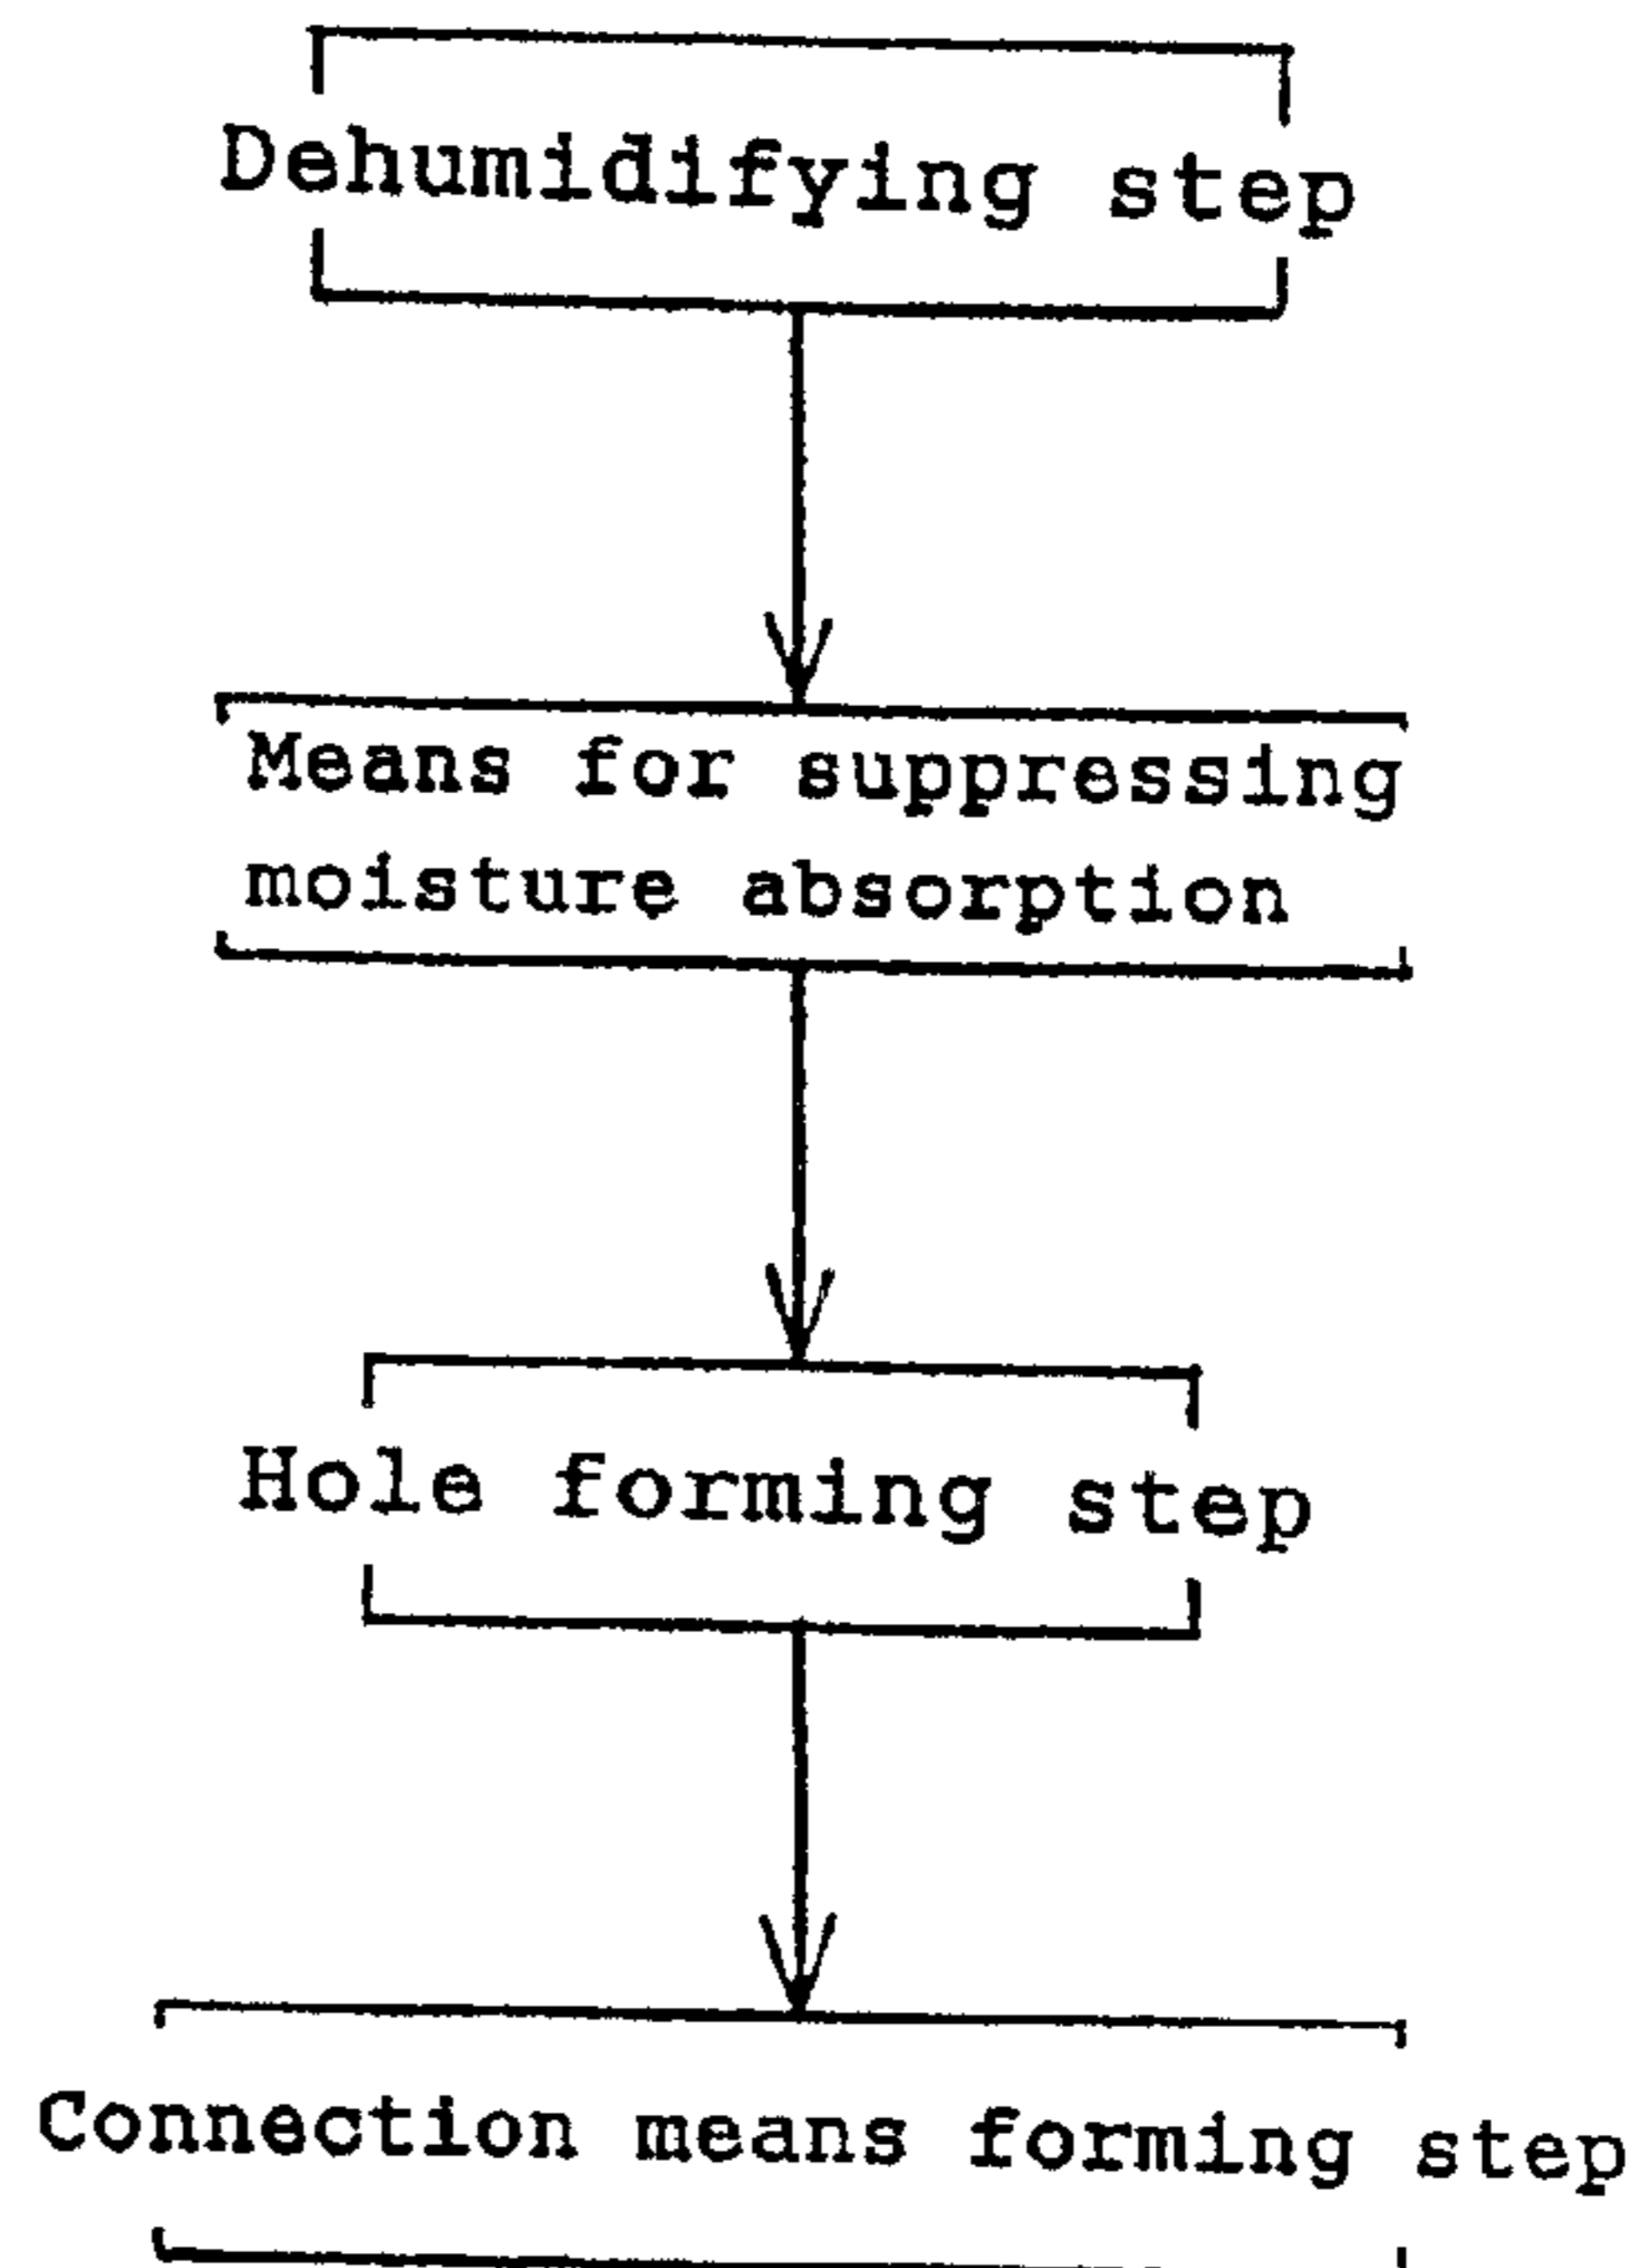 Dehumidifying step
Means for suppressing
moisture absorption
Hole forming step
Connection means forming step